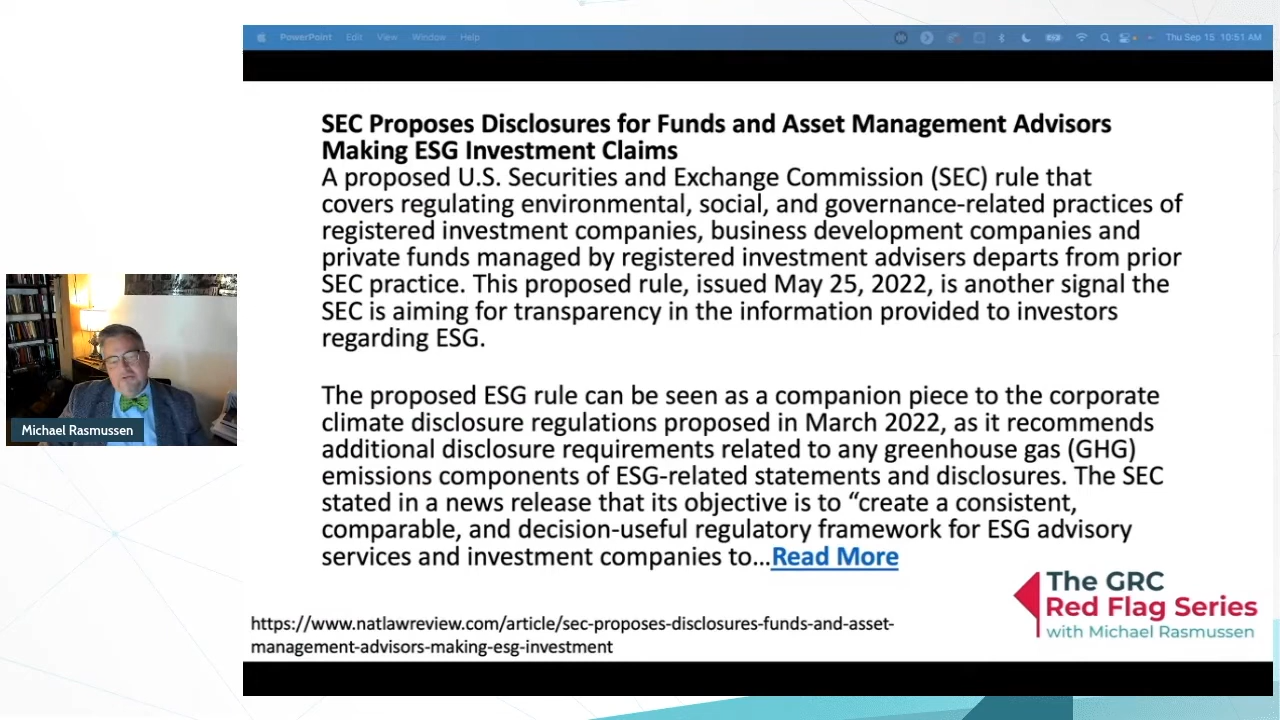 PowerPoint Edit View Window Help Thu Sep 15 10:51 AM
SEC Proposes Disclosures for Funds and Asset Management Advisors
Making ESG Investment Claims
A proposed U.S. Securities and Exchange Commission (SEC) rule that
covers regulating environmental, social, and governance-related practices of
registered investment companies, business development companies and
private funds managed by registered investment advisers departs from prior
SEC practice. This proposed rule, issued May 25, 2022, is another signal the
SEC is aiming for transparency in the information provided to investors
regarding ESG.
The proposed ESG rule can be seen as a companion piece to the corporate
climate disclosure regulations proposed in March 2022, as it recommends
additional disclosure requirements related to any greenhouse gas (GHG)
emissions components of ESG-related statements and disclosures. The SEC
stated in a news release that its objective is to “create a consistent,
comparable, and decision-useful regulatory framework for ESG advisory
services and investment companies to…Read More
https://www.natlawreview.com/article/sec-proposes-disclosures-funds-and-asset-
management-advisors-making-esg-investment
The GRC
Red Flag Series
with Michael Rasmussen
Michael Rasmussen